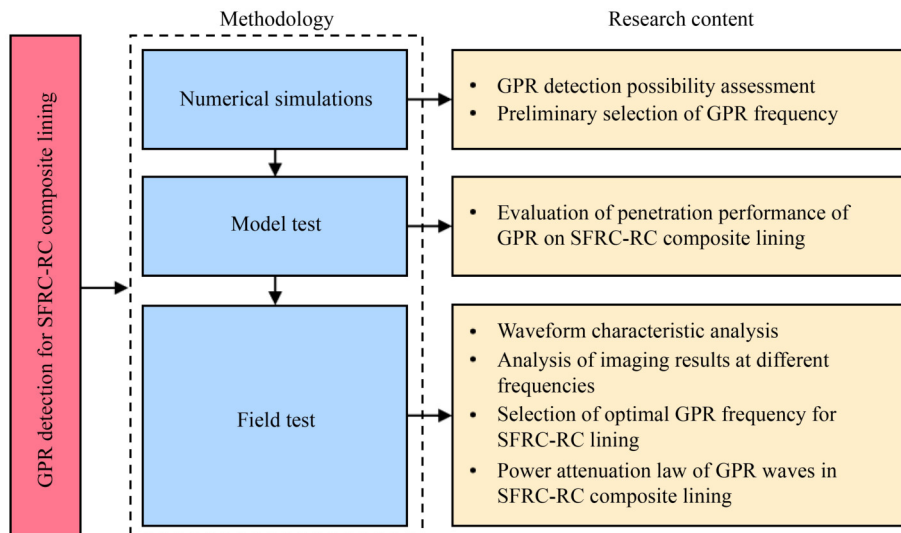 Methodology
Research content
GPR detection for SFRC-RC composite lining
Numerical simulations
• GPR detection possibility assessment
• Preliminary selection of GPR frequency
Model test
• Evaluation of penetration performance of
GPR on SFRC-RC composite lining
Field test
• Waveform characteristic analysis
• Analysis of imaging results at different
frequencies
• Selection of optimal GPR frequency for
SFRC-RC lining
• Power attenuation law of GPR waves in
SFRC-RC composite lining